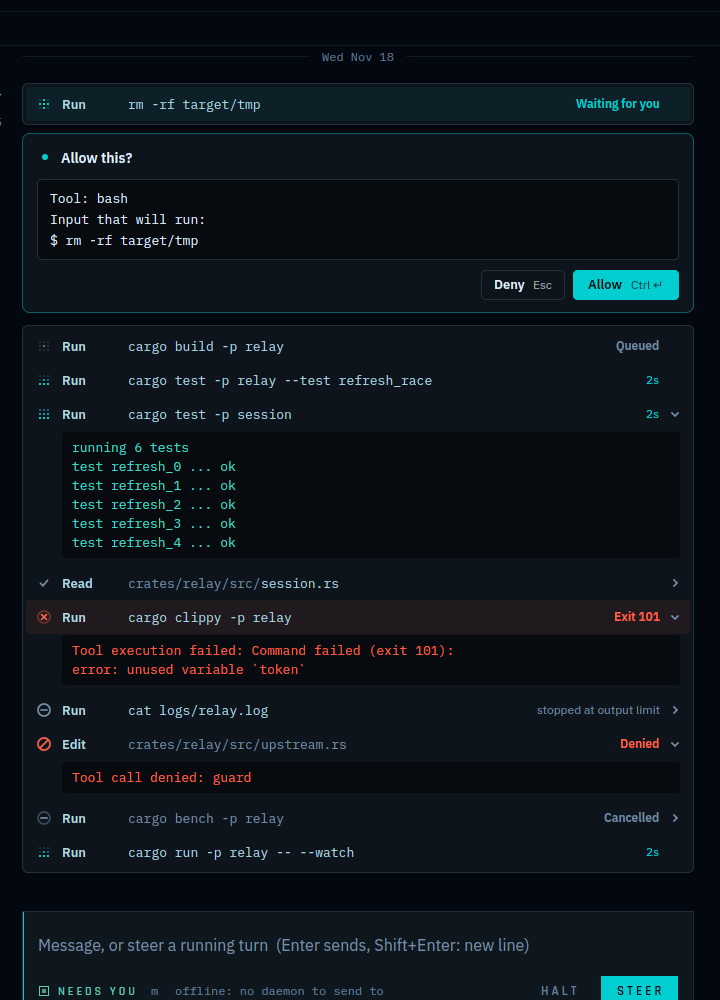 Wed Nov 18
Run rm -rf target/tmp Waiting for you
Allow this?
Tool: bash
Input that will run:
$ rm -rf target/tmp
Deny Esc Allow Ctrl ↵
Run cargo build -p relay Queued
Run cargo test -p relay --test refresh_race 2s
Run cargo test -p session 2s
running 6 tests
test refresh_0 ... ok
test refresh_1 ... ok
test refresh_2 ... ok
test refresh_3 ... ok
test refresh_4 ... ok
Read crates/relay/src/session.rs
Run cargo clippy -p relay Exit 101
Tool execution failed: Command failed (exit 101):
error: unused variable `token`
Run cat logs/relay.log stopped at output limit
Edit crates/relay/src/upstream.rs Denied
Tool call denied: guard
Run cargo bench -p relay Cancelled
Run cargo run -p relay -- --watch 2s
Message, or steer a running turn (Enter sends, Shift+Enter: new line)
NEEDS YOU m offline: no daemon to send to HALT STEER